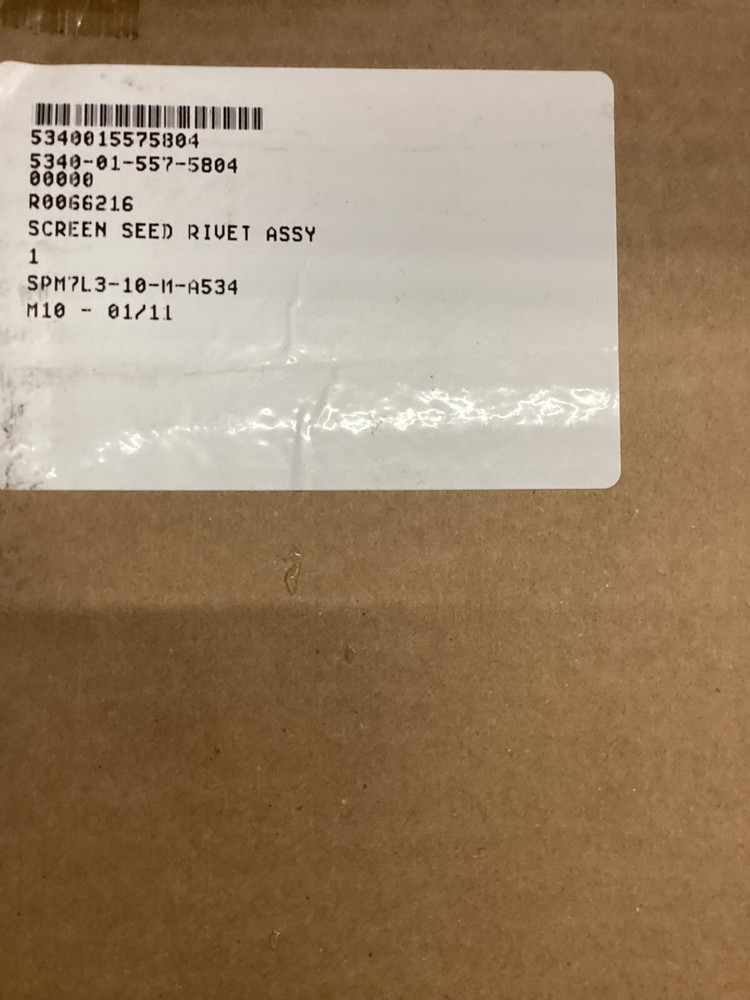 5340015575804
5340-01-557-5804
00000
R0066216
SCREEN SEED RIVET ASSY
1
SPM7L3-10-M-A534
M10 - 01/11